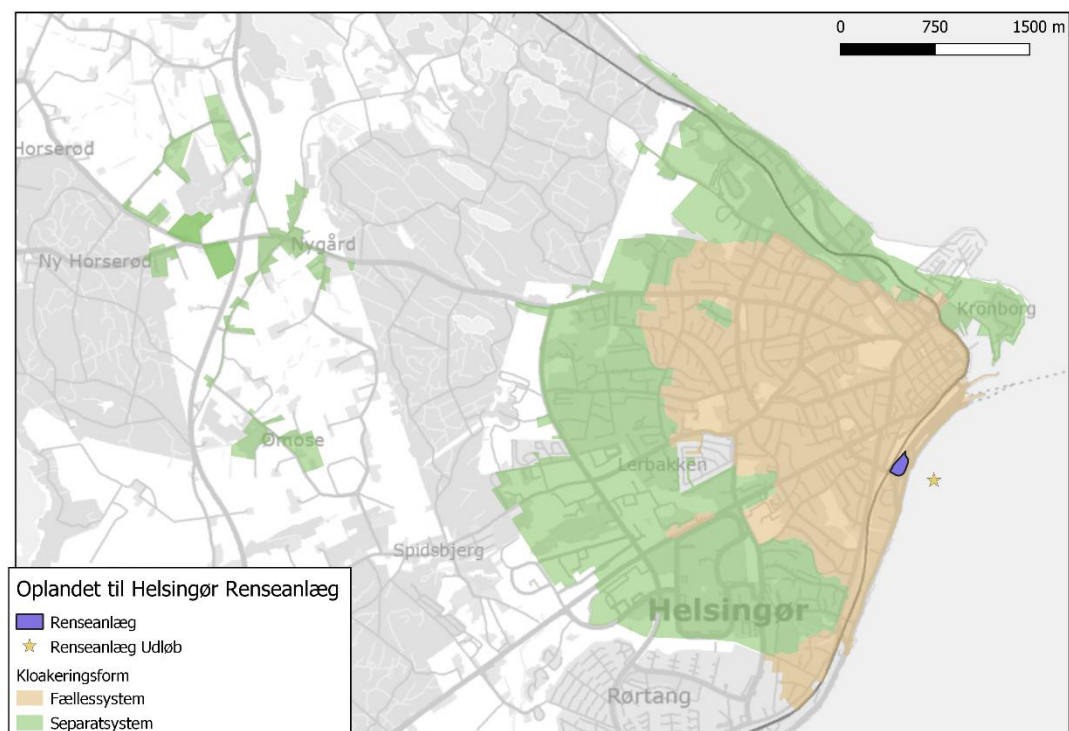 0 750 1500 m
Horserød
Ny Horserød
Nygård
Kronborg
Ømose
Lerbakken
Spidsbjerg
Helsingør
Rørtang
Oplandet til Helsingør Renseanlæg
Renseanlæg
Renseanlæg Udløb
Kloakeringsform
Fællessystem
Separatsystem